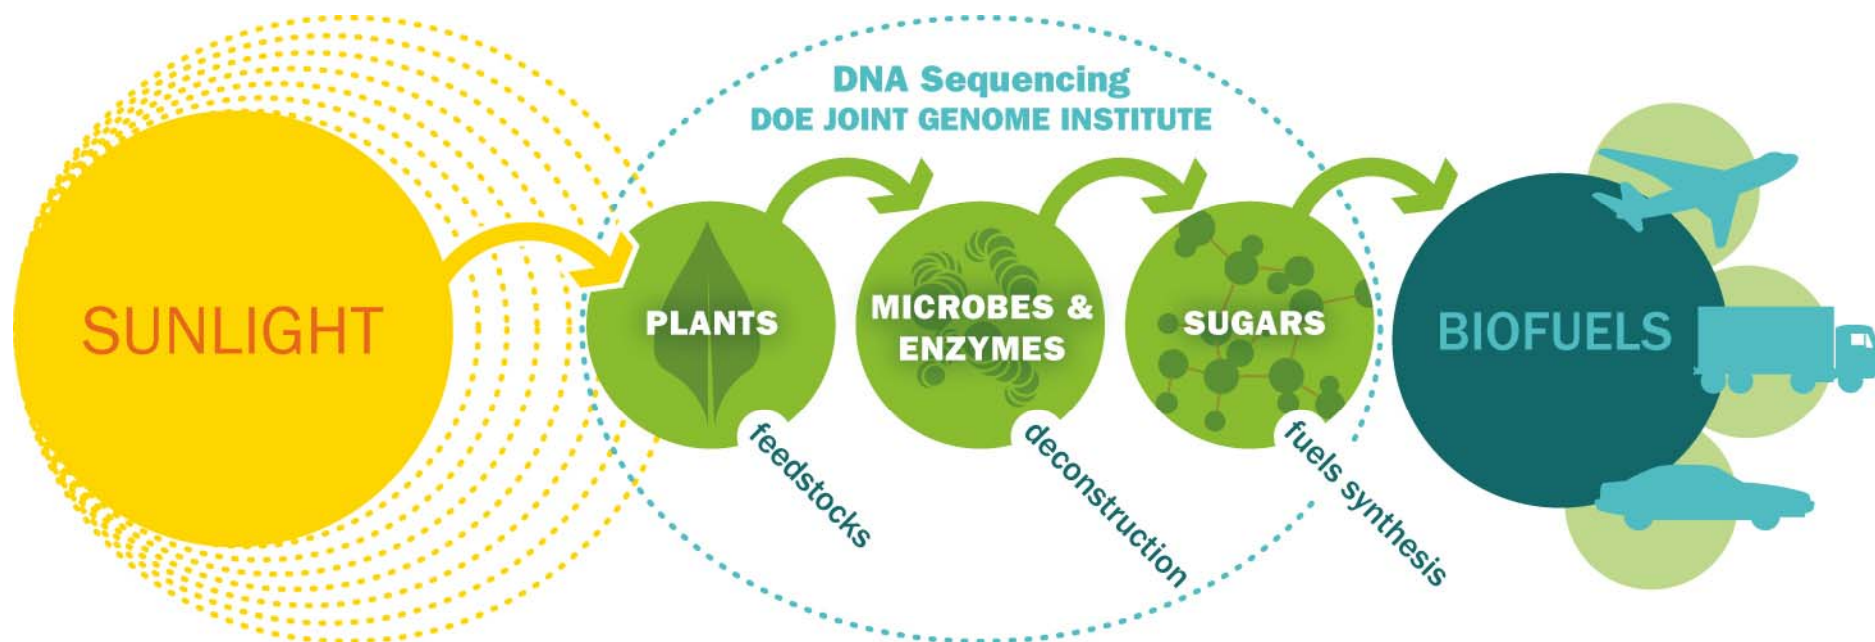 DNA Sequencing
DOE JOINT GENOME INSTITUTE
SUNLIGHT
PLANTS
MICROBES &
ENZYMES
SUGARS
BIOFUELS
feedstocks
deconstruction
fuels synthesis